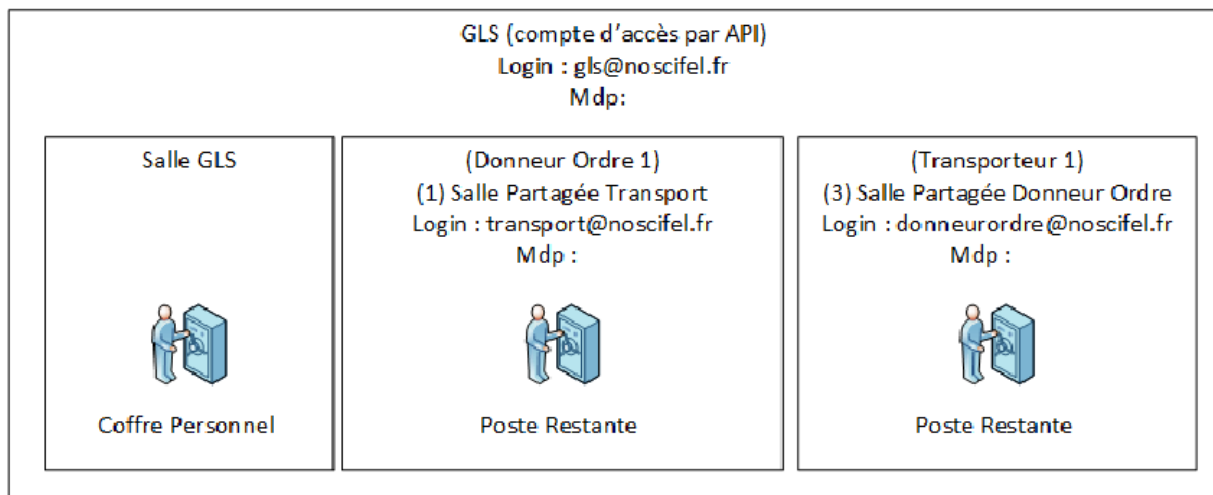 GLS (compte d'accès par API)
Login : gls@noscifel.fr
Mdp:
Salle GLS
Coffre Personnel
(Donneur Ordre 1)
(1) Salle Partagée Transport
Login : transport@noscifel.fr
Mdp :
Poste Restante
(Transporteur 1)
(3) Salle Partagée Donneur Ordre
Login : donneurordre@noscifel.fr
Mdp :
Poste Restante